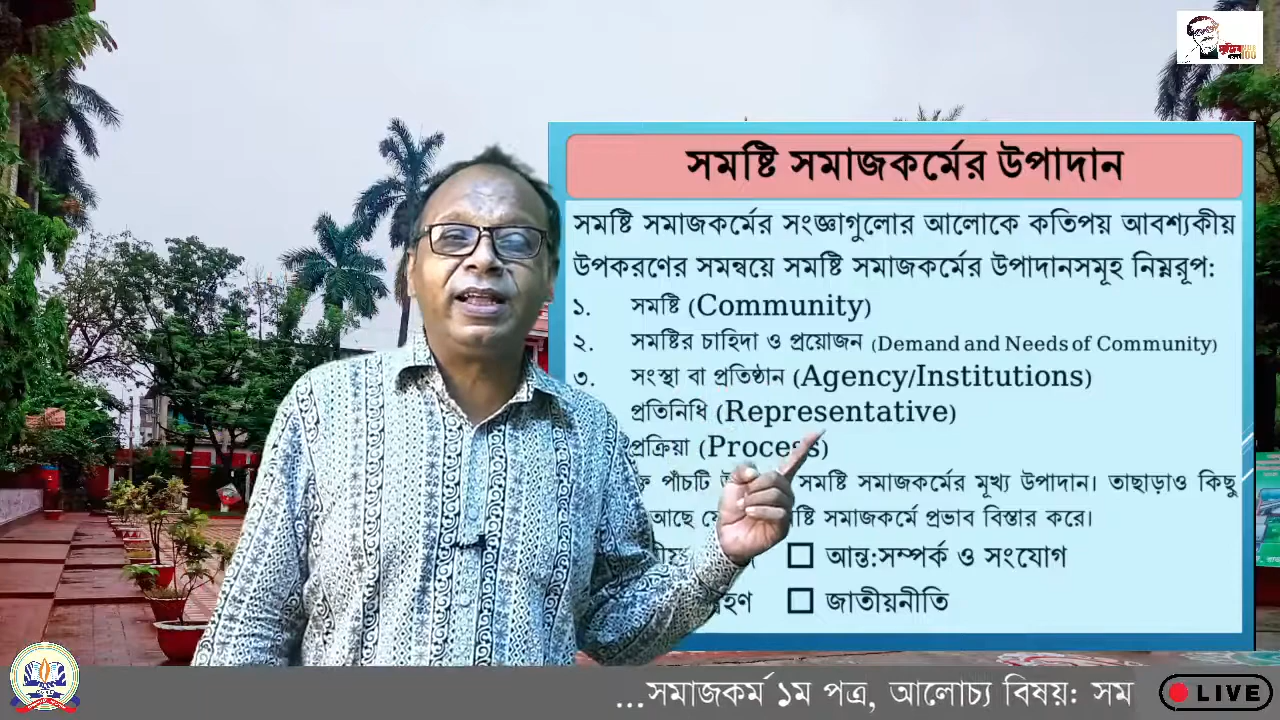 সমষ্টি সমাজকর্মের উপাদান
সমষ্টি সমাজকর্মের সংজ্ঞাগুলোর আলোকে কতিপয় আবশ্যকীয়
উপকরণের সমন্বয়ে সমষ্টি সমাজকর্মের উপাদানসমূহ নিম্নরূপ:
১. সমষ্টি (Community)
২. সমষ্টির চাহিদা ও প্রয়োজন (Demand and Needs of Community)
৩. সংস্থা বা প্রতিষ্ঠান (Agency/Institutions)
প্রতিনিধি (Representative)
প্রক্রিয়া (Process)
পাঁচটি সমষ্টি সমাজকর্মের মূখ্য উপাদান। তাছাড়াও কিছু
আছে সমাজকর্মে প্রভাব বিস্তার করে।
আন্ত:সম্পর্ক ও সংযোগ
জাতীয়নীতি
...সমাজকর্ম ১ম পত্র, আলোচ্য বিষয়: সম
LIVE